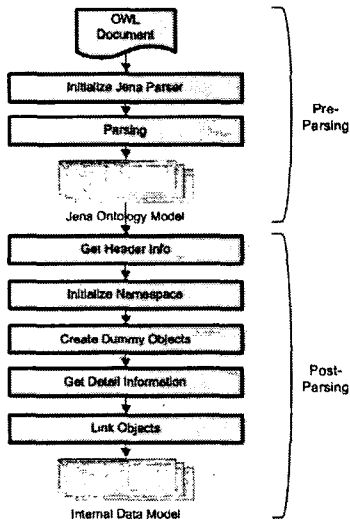 OWL
Document
Initialize Jena Parser
Parsing
Jena Ontology Model
Pre-
Parsing
Get Header Info
Initialize Namespace
Create Dummy Objects
Get Detail Information
Link Objects
Internal Data Model
Post-
Parsing